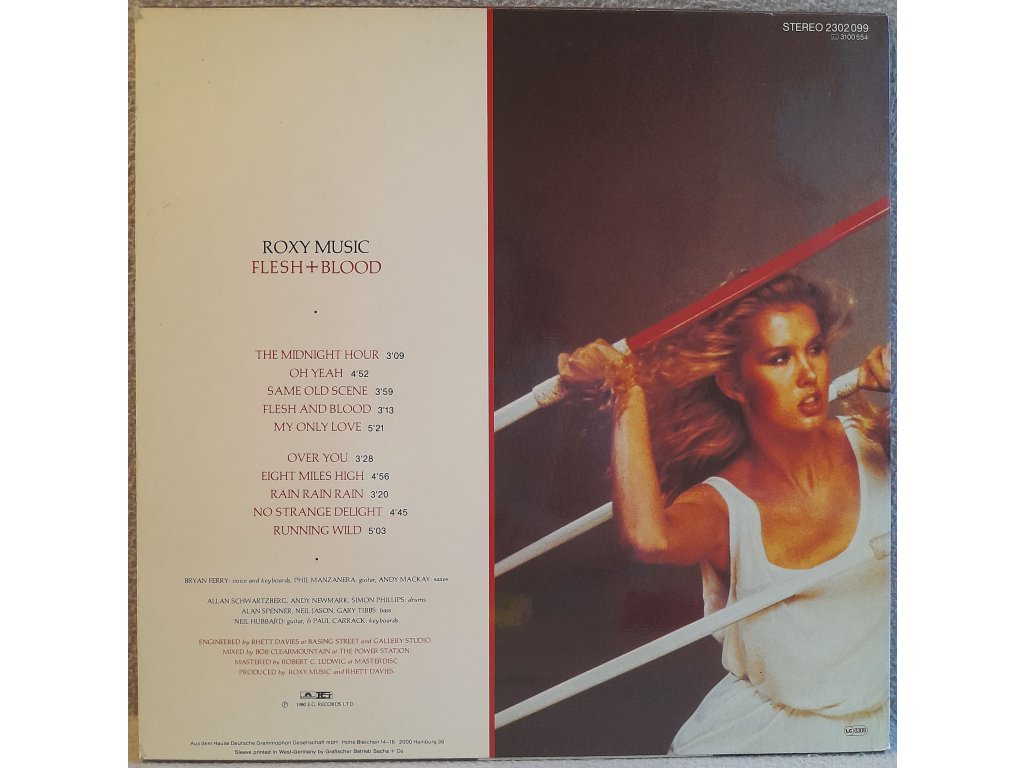 STEREO 2302 099
3100 554
ROXY MUSIC
FLESH+BLOOD
THE MIDNIGHT HOUR 3'09
OH YEAH 4'52
SAME OLD SCENE 3'59
FLESH AND BLOOD 3'13
MY ONLY LOVE 5'21
OVER YOU 3'28
EIGHT MILES HIGH 4'56
RAIN RAIN RAIN 3'20
NO STRANGE DELIGHT 4'45
RUNNING WILD 5'03
BRYAN FERRY: voice and keyboards, PHIL MANZANERA: guitar, ANDY MACKAY: saxes.
ALLAN SCHWARTZBERG, ANDY NEWMARK, SIMON PHILLIPS: drums.
ALAN SPENNER, NEIL JASON, GARY TIBBS: bass.
NEIL HUBBARD: guitar, & PAUL CARRACK: keyboards
ENGINEERED by RHETT DAVIES at BASING STREET and GALLERY STUDIO.
MIXED by BOB CLEARMOUNTAIN at THE POWER STATION.
MASTERED by ROBERT C. LUDWIG at MASTERDISC.
PRODUCED by ROXY MUSIC and RHETT DAVIES.
℗ 1980 E.G. RECORDS LTD
Aus dem Hause Deutsche Grammophon Gesellschaft mbH · Hohe Bleichen 14-16 · 2000 Hamburg 36
Sleeve printed in West-Germany by Grafischer Betrieb Sachs + Co
LC 0309